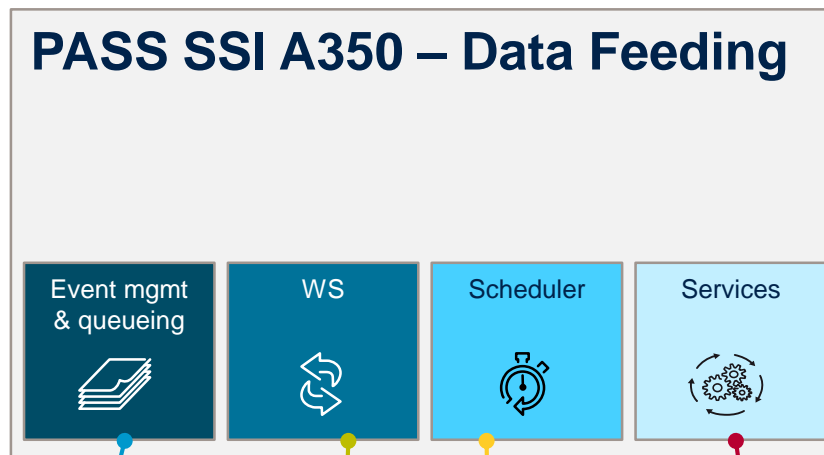 PASS SSI A350 – Data Feeding
Event mgmt
& queueing
WS
Scheduler
Services